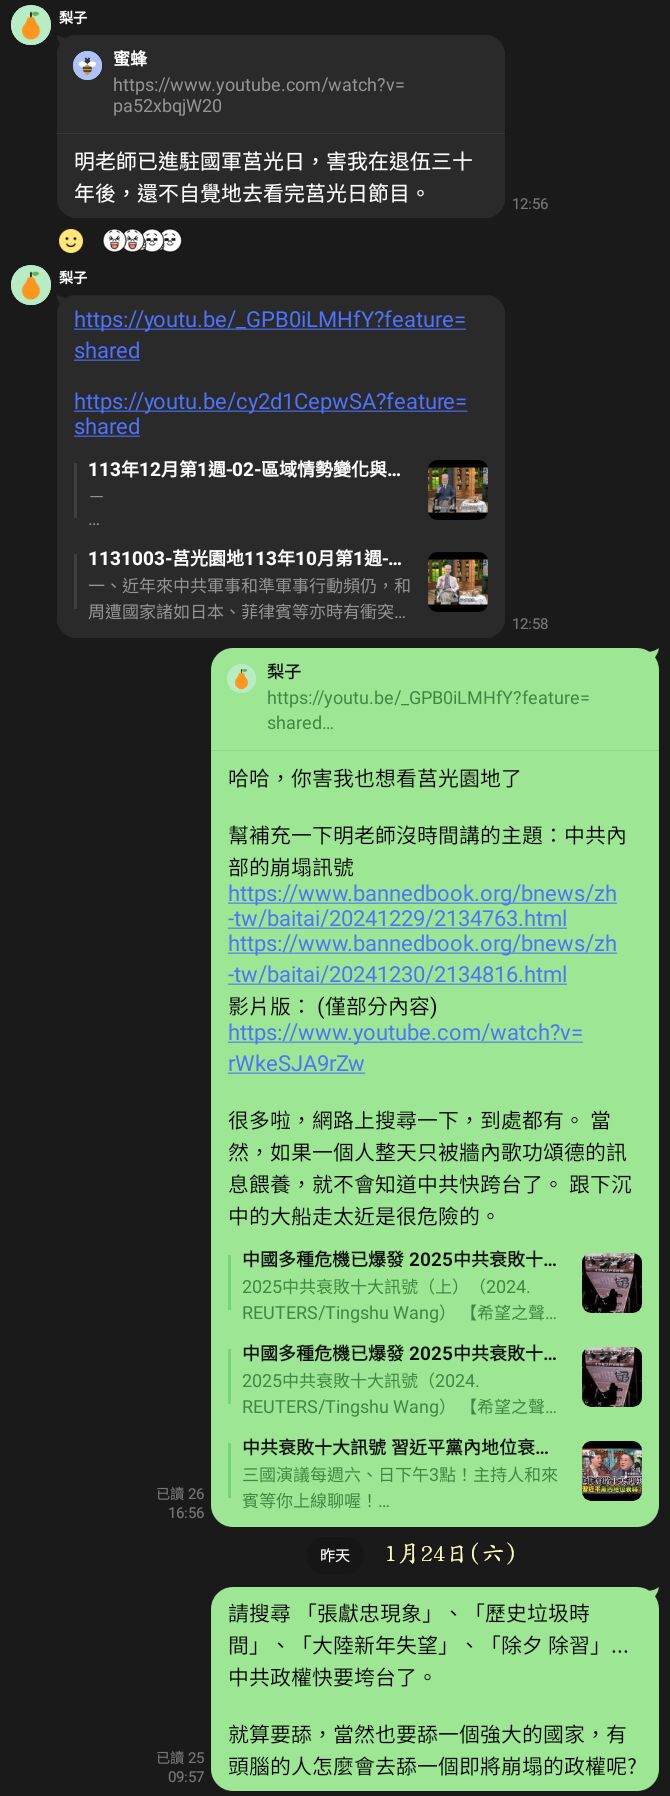 梨子
蜜蜂
https://www.youtube.com/watch?v=
pa52xbqjW20
明老師已進駐國軍莒光日，害我在退伍三十
年後，還不自覺地去看完莒光日節目。
12:56
梨子
https://youtu.be/_GPB0iLMHfY?feature=
shared
https://youtu.be/cy2d1CepwSA?feature=
shared
113年12月第1週-02-區域情勢變化與...
一
...
1131003-莒光園地113年10月第1週-...
一、近年來中共軍事和準軍事行動頻仍，和
周遭國家諸如日本、菲律賓等亦時有衝突...
12:58
梨子
https://youtu.be/_GPB0iLMHfY?feature=
shared...
哈哈，你害我也想看莒光園地了
幫補充一下明老師沒時間講的主題：中共內
部的崩塌訊號
https://www.bannedbook.org/bnews/zh
-tw/baitai/20241229/2134763.html
https://www.bannedbook.org/bnews/zh
-tw/baitai/20241230/2134816.html
影片版： (僅部分內容)
https://www.youtube.com/watch?v=
rWkeSJA9rZw
很多啦，網路上搜尋一下，到處都有。 當
然，如果一個人整天只被牆內歌功頌德的訊
息餵養，就不會知道中共快跨台了。 跟下沉
中的大船走太近是很危險的。
中國多種危機已爆發 2025中共衰敗十...
2025中共衰敗十大訊號（上）（2024.
REUTERS/Tingshu Wang） 【希望之聲...
中國多種危機已爆發 2025中共衰敗十...
2025中共衰敗十大訊號（2024.
REUTERS/Tingshu Wang） 【希望之聲...
中共衰敗十大訊號 習近平黨內地位衰...
三國演議每週六、日下午3點！主持人和來
賓等你上線聊喔！...
已讀 26
16:56
昨天 1月24日(六)
請搜尋 「張獻忠現象」、「歷史垃圾時
間」、「大陸新年失望」、「除夕 除習」...
中共政權快要垮台了。
就算要舔，當然也要舔一個強大的國家，有
頭腦的人怎麼會去舔一個即將崩塌的政權呢?
已讀 25
09:57